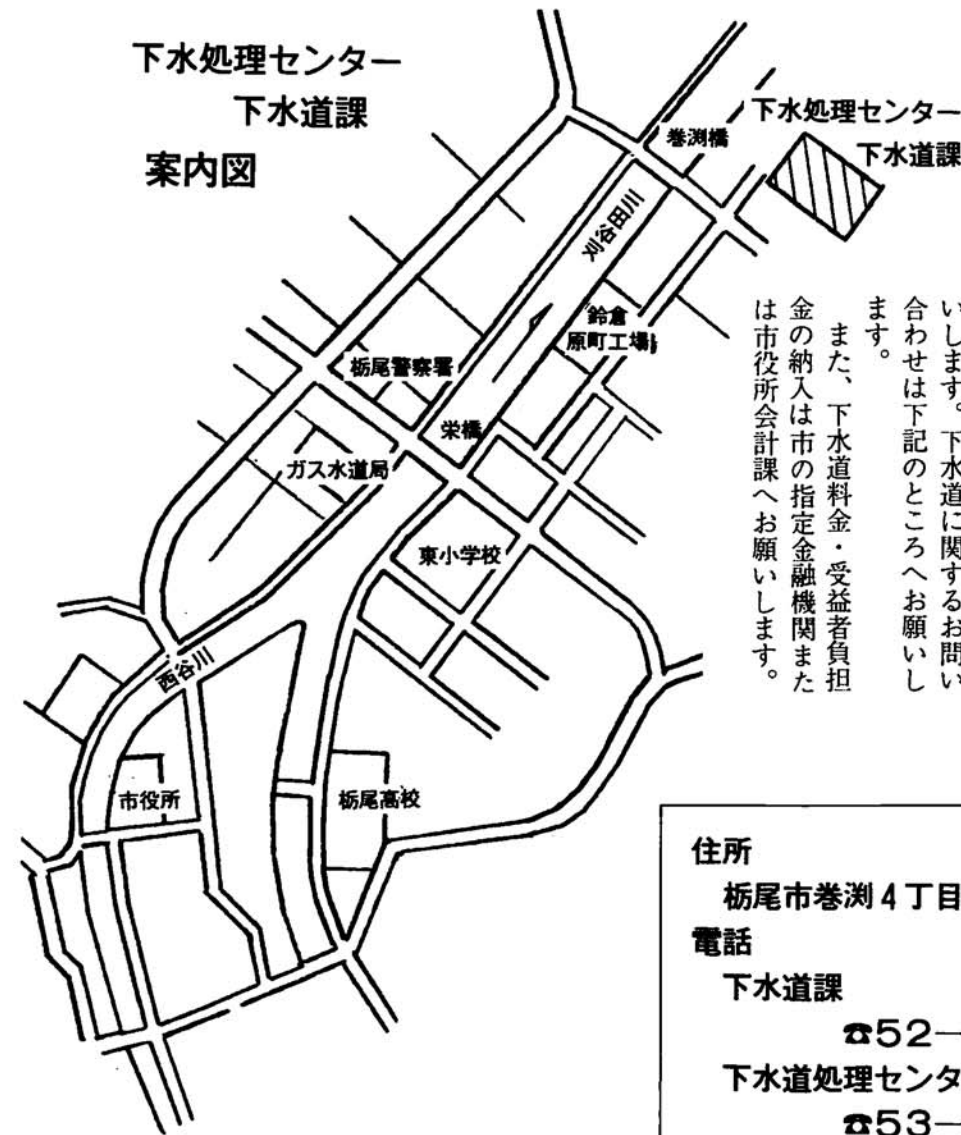 下水処理センター
下水道課
案内図
巻渕橋
下水処理センター
下水道課
刈谷田川
鈴倉
原町工場
栃尾警察署
栄橋
ガス水道局
東小学校
西谷川
市役所
栃尾高校
いします。下水道に関するお問い
合わせは下記のところへお願いし
ます。
また、下水道料金・受益者負担
金の納入は市の指定金融機関また
は市役所会計課へお願いします。
住所
栃尾市巻渕4丁目
電話
下水道課
☎52—
下水道処理センタ
☎53—